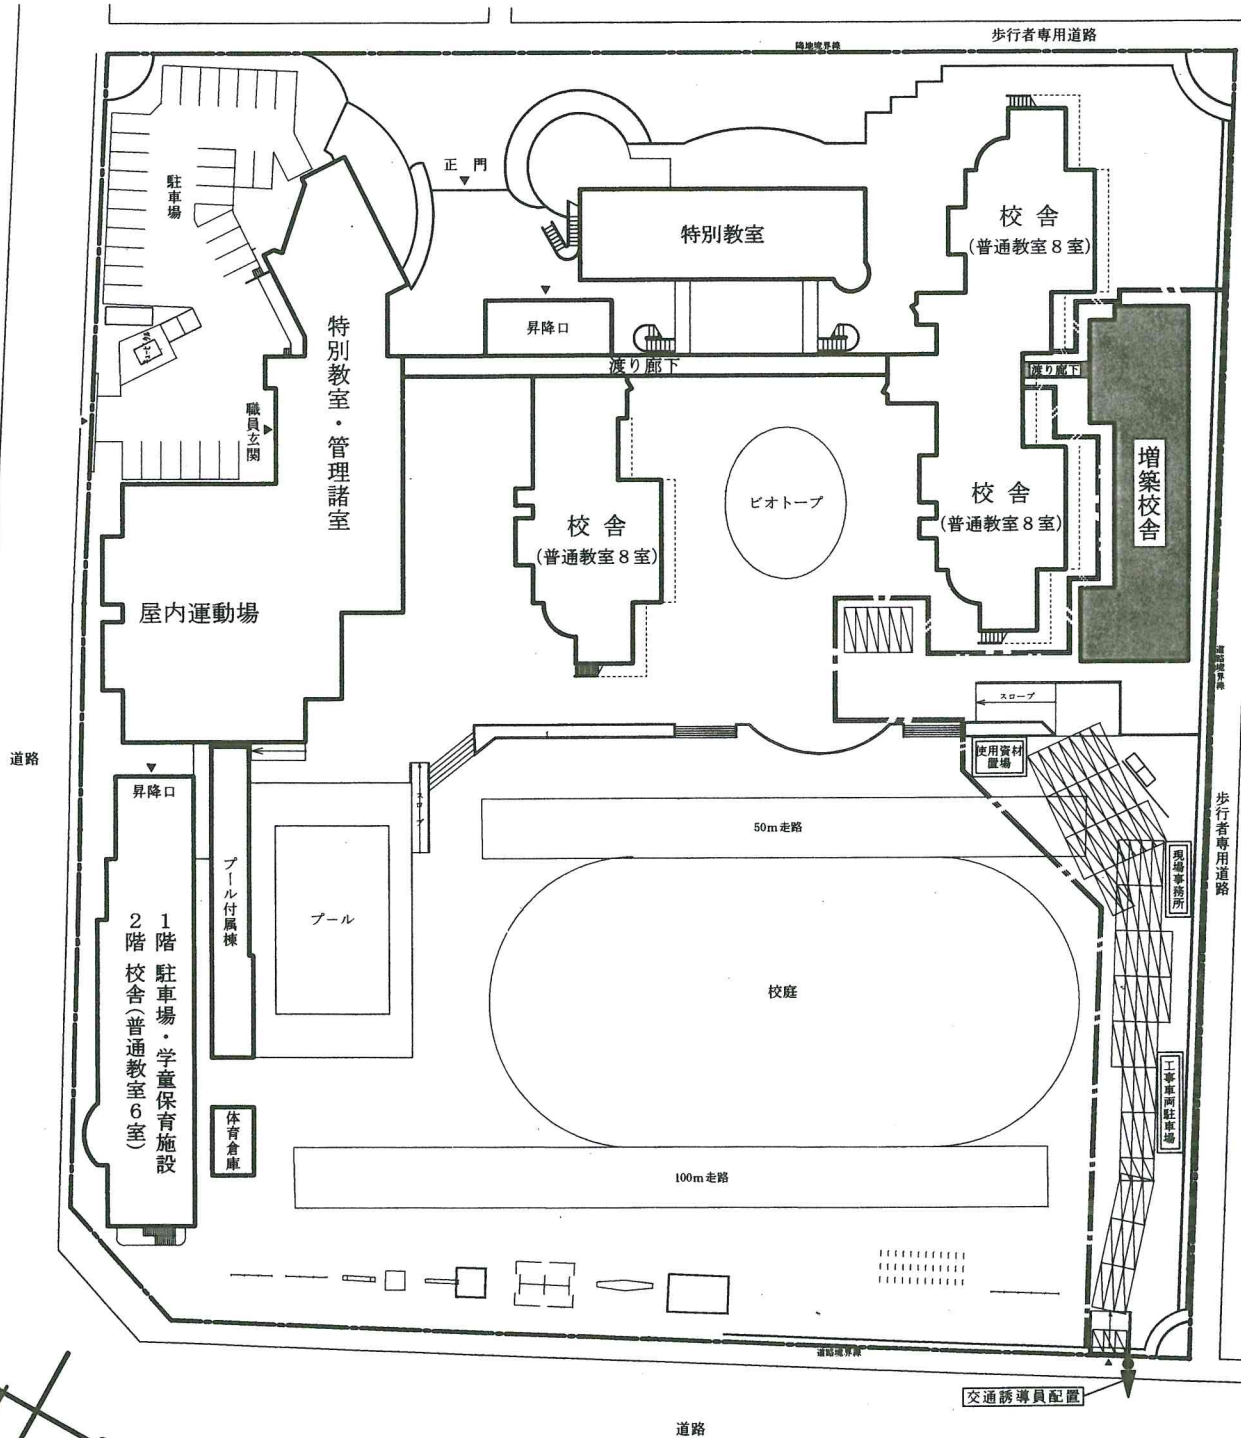 歩行者専用道路
隣地境界線
正門
駐車場
特別教室
校舎
(普通教室8室)
昇降口
渡り廊下
渡り廊下
特別教室・管理諸室
職員玄関
ビオトープ
校舎
(普通教室8室)
校舎
(普通教室8室)
増築校舎
屋内運動場
道路境界線
スロープ
道路
使用資材
置場
昇降口
スロープ
50m走路
歩行者専用道路
現場事務所
プール付属棟
プール
1階 駐車場・学童保育施設
2階 校舎(普通教室6室)
校庭
工事車両駐車場
体育倉庫
100m走路
道路境界線
交通誘導員配置
道路